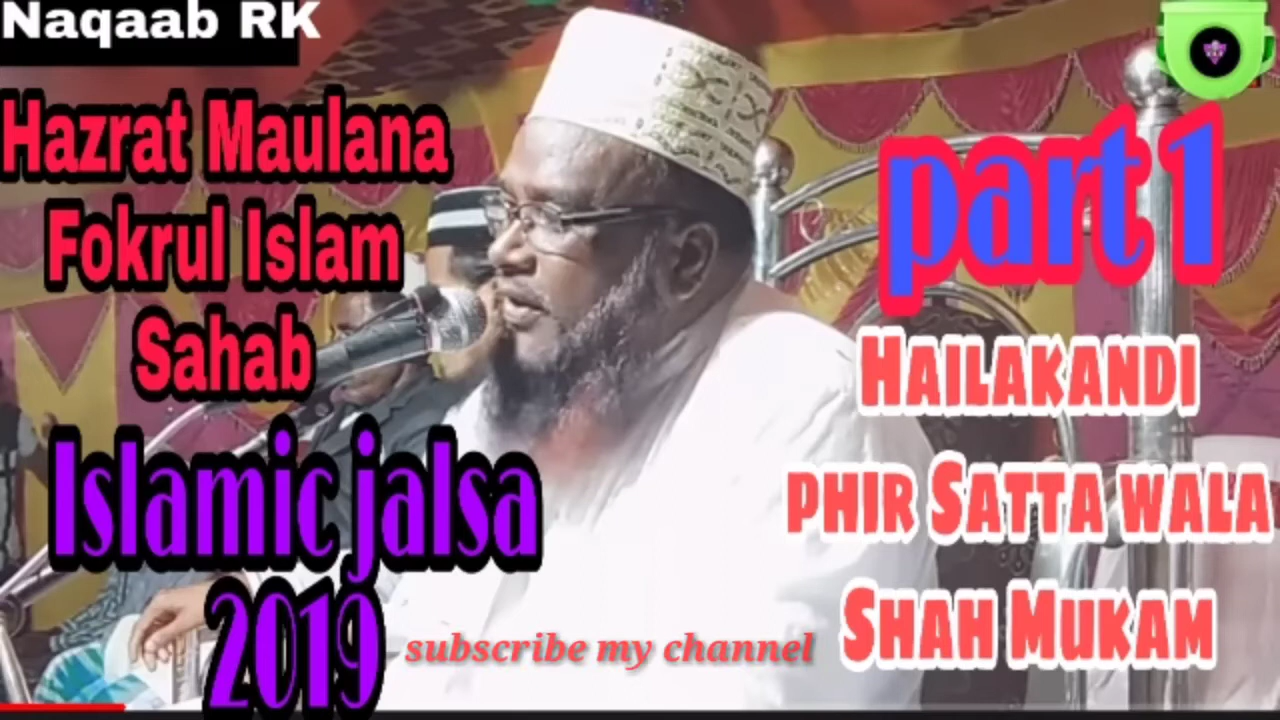 Naqaab RK
Hazrat Maulana
Fokrul Islam
Sahab
Islamic jalsa
2019
part 1
Hailakandi
phir Satta wala
Shah Mukam
subscribe my channel